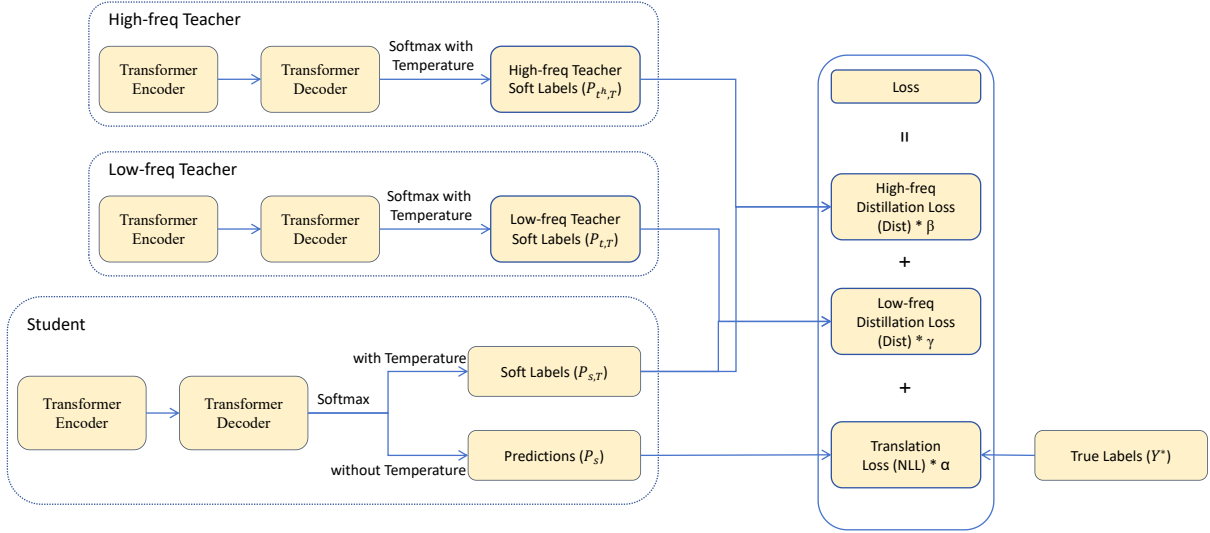 High-freq Teacher
Transformer
Encoder
Transformer
Decoder
Softmax with
Temperature
High-freq Teacher
Soft Labels (P_{t^h,T})
Low-freq Teacher
Transformer
Encoder
Transformer
Decoder
Softmax with
Temperature
Low-freq Teacher
Soft Labels (P_{t,T})
Student
Transformer
Encoder
Transformer
Decoder
Softmax
with Temperature
Soft Labels (P_{s,T})
without Temperature
Predictions (P_s)
Loss
=
High-freq
Distillation Loss
(Dist) * β
+
Low-freq
Distillation Loss
(Dist) * γ
+
Translation
Loss (NLL) * α
True Labels (Y*)